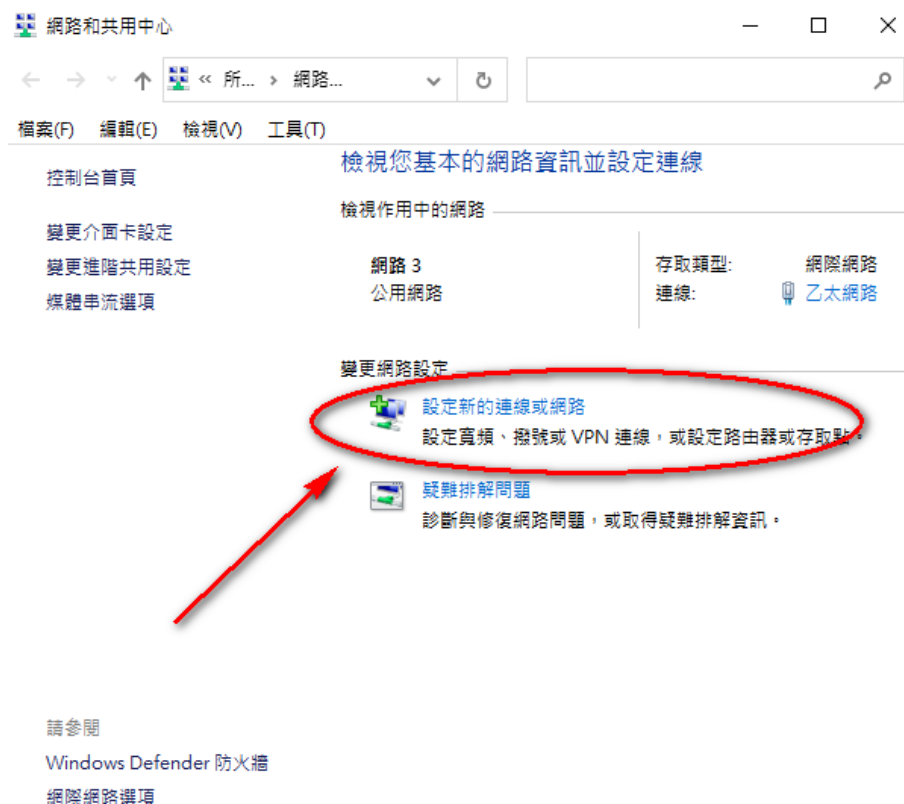 網路和共用中心
« 所... › 網路...
檔案(F) 編輯(E) 檢視(V) 工具(T)
控制台首頁
變更介面卡設定
變更進階共用設定
媒體串流選項
檢視您基本的網路資訊並設定連線
檢視作用中的網路
網路 3
公用網路
存取類型: 網際網路
連線: 乙太網路
變更網路設定
設定新的連線或網路
設定寬頻、撥號或 VPN 連線，或設定路由器或存取點。
疑難排解問題
診斷與修復網路問題，或取得疑難排解資訊。
請參閱
Windows Defender 防火牆
網際網路選項